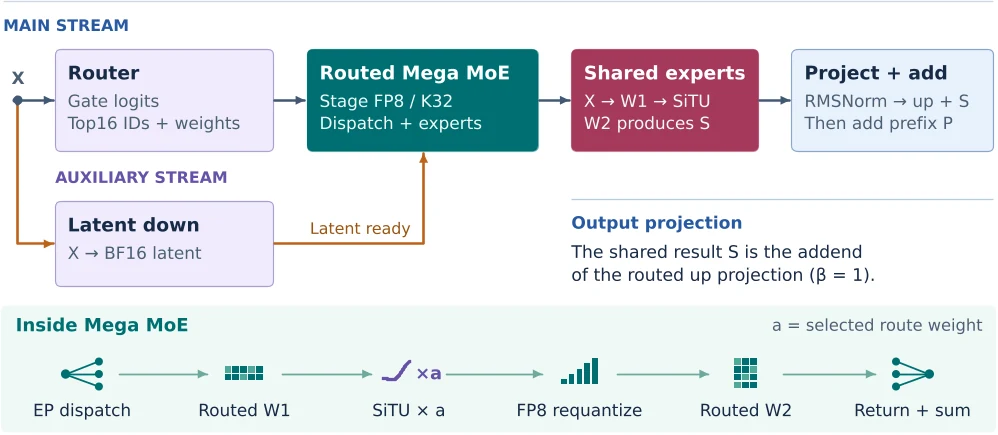 MAIN STREAM
X
Router
Gate logits
Top16 IDs + weights
Routed Mega MoE
Stage FP8 / K32
Dispatch + experts
Shared experts
X → W1 → SiTU
W2 produces S
Project + add
RMSNorm → up + S
Then add prefix P
AUXILIARY STREAM
Latent down
X → BF16 latent
Latent ready
Output projection
The shared result S is the addend
of the routed up projection (β = 1).
Inside Mega MoE
a = selected route weight
×a
EP dispatch
Routed W1
SiTU × a
FP8 requantize
Routed W2
Return + sum